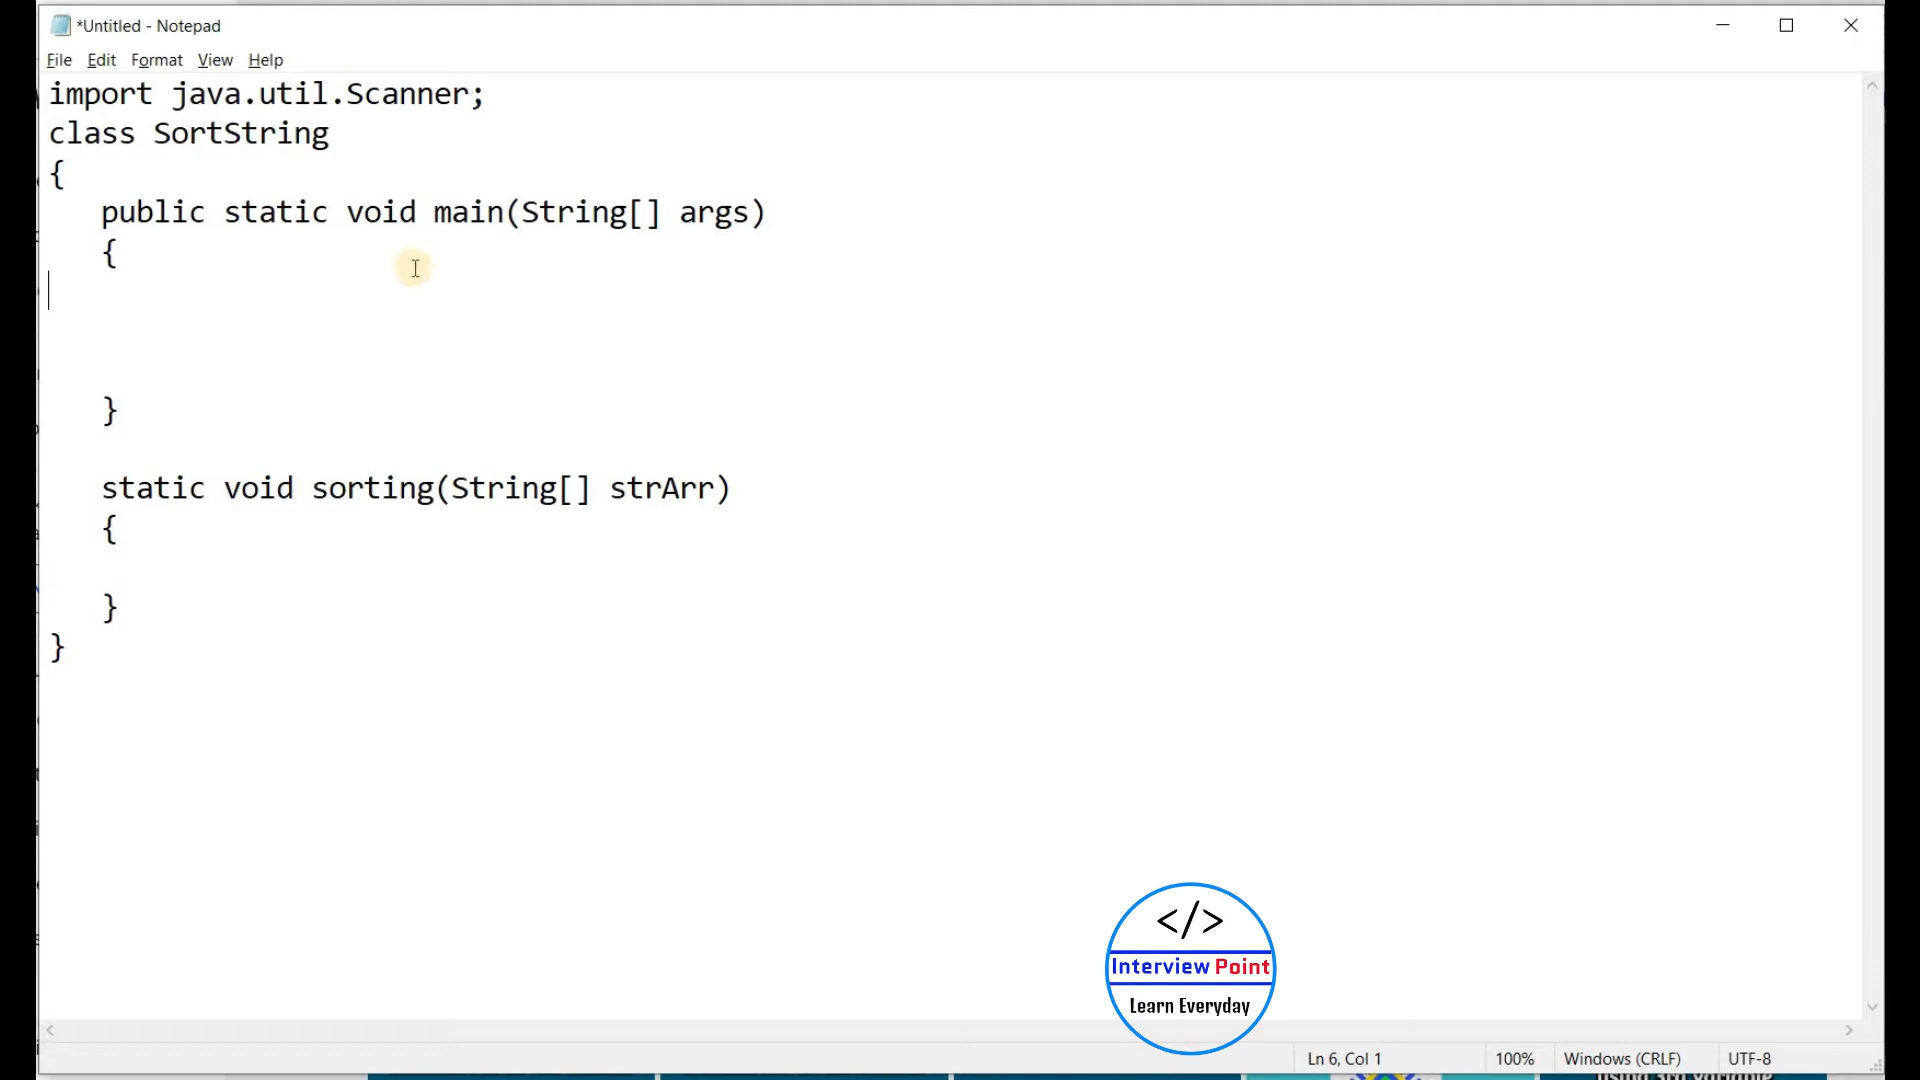 *Untitled - Notepad
File Edit Format View Help
import java.util.Scanner;
class SortString
{
public static void main(String[] args)
{
}
static void sorting(String[] strArr)
{
}
}
</>
Interview Point
Learn Everyday
Ln 6, Col 1 100% Windows (CRLF) UTF-8